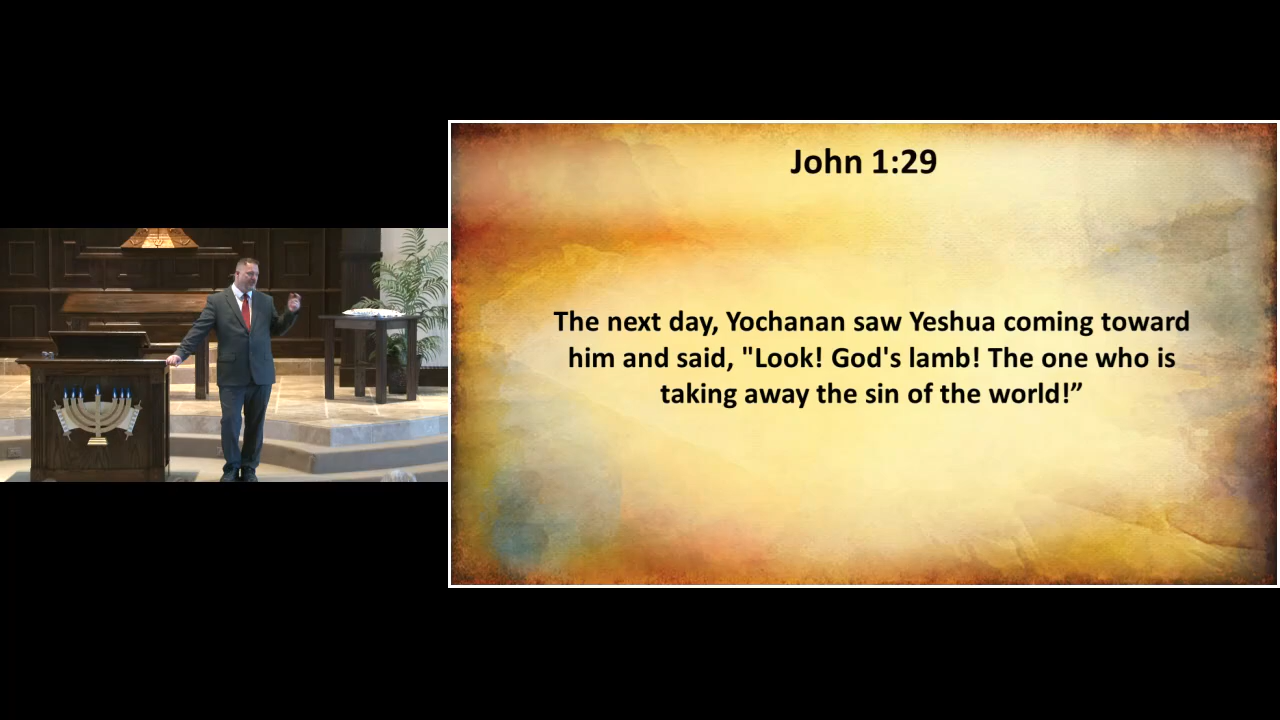 John 1:29
The next day, Yochanan saw Yeshua coming toward
him and said, "Look! God's lamb! The one who is
taking away the sin of the world!”